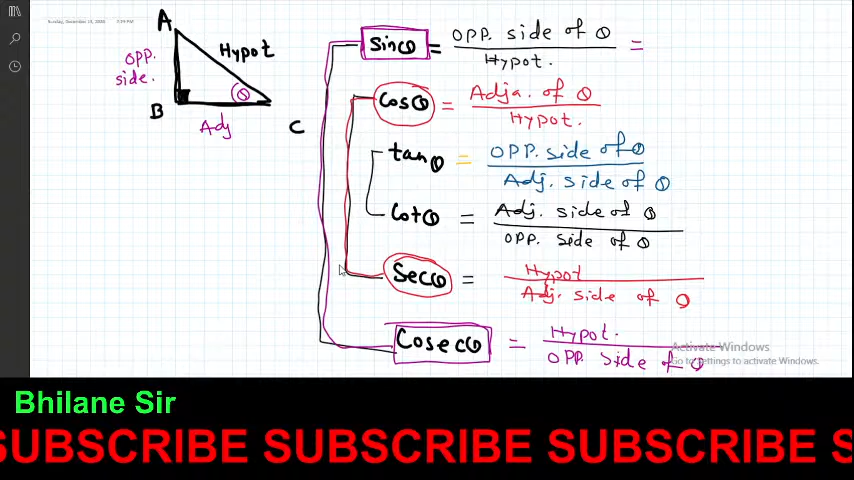 A
Opp.
side.
Hypot
θ
B
Adj
C
Sinθ = Opp. side of θ =
Hypot.
Cosθ = Adja. of θ
Hypot.
tanθ = OPP. side of θ
Adj. side of θ
Cotθ = Adj. side of θ
OPP. side of θ
Secθ = Hypot
Adj. side of θ
Cosecθ = Hypot.
OPP. side of θ
Activate Windows
Go to Settings to activate Windows.
Bhilane Sir
SUBSCRIBE SUBSCRIBE SUBSCRIBE S